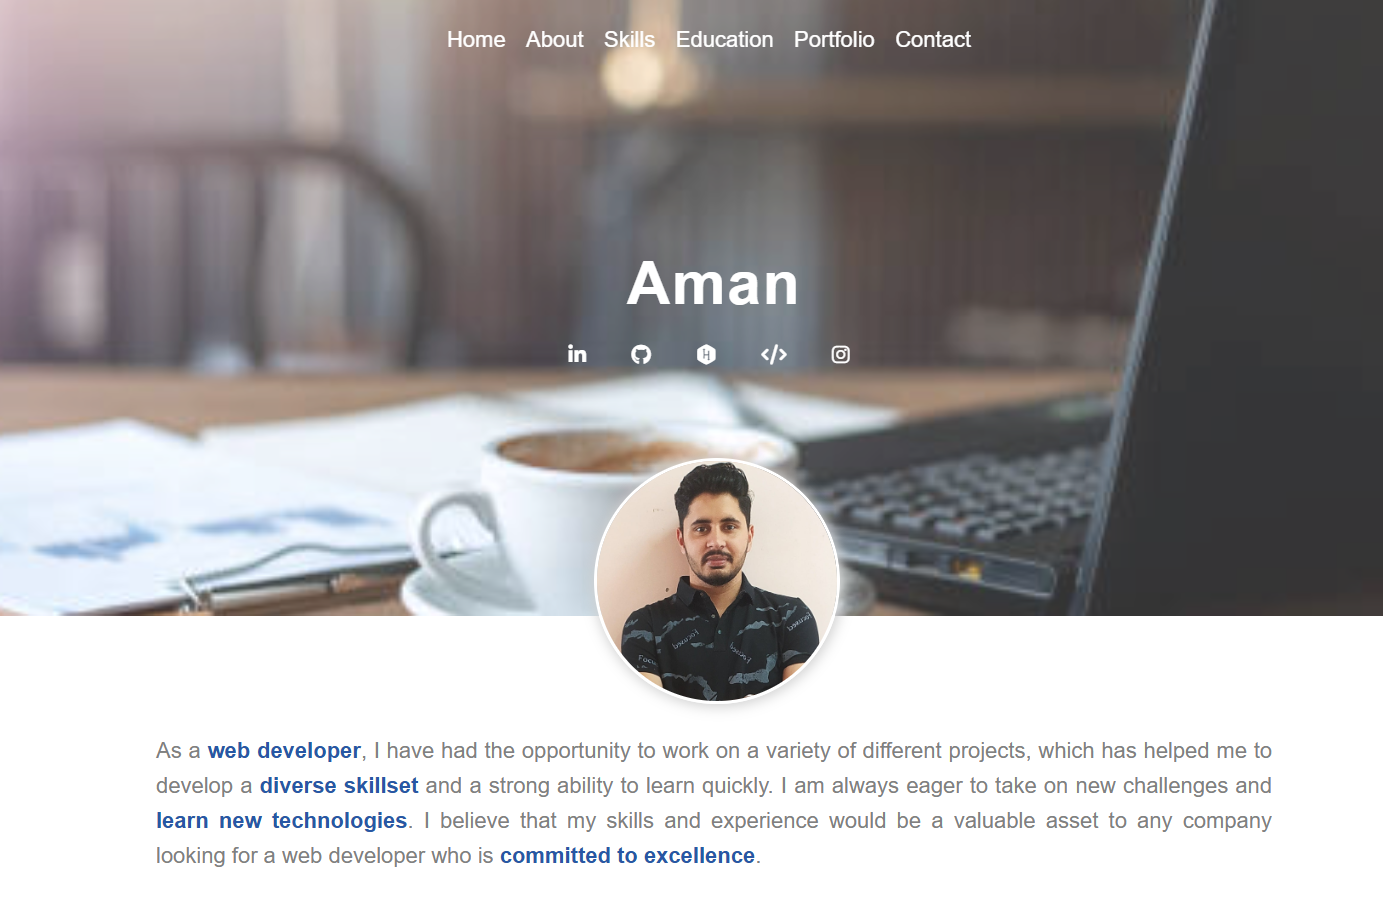 Home About Skills Education Portfolio Contact
Aman
As a web developer, I have had the opportunity to work on a variety of different projects, which has helped me to
develop a diverse skillset and a strong ability to learn quickly. I am always eager to take on new challenges and
learn new technologies. I believe that my skills and experience would be a valuable asset to any company
looking for a web developer who is committed to excellence.